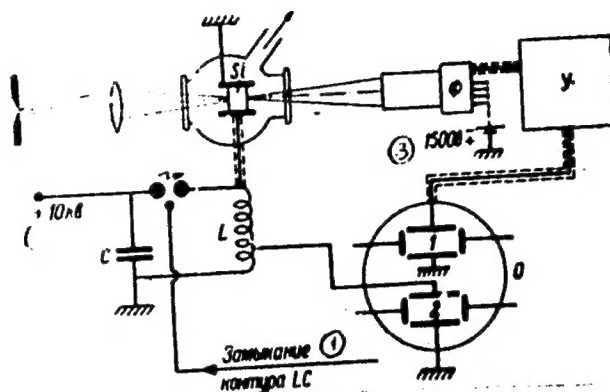 Si
Ф
У
③ 1500В
+ 10кв
C
L
1
2
O
Замыкание ①
контура LC